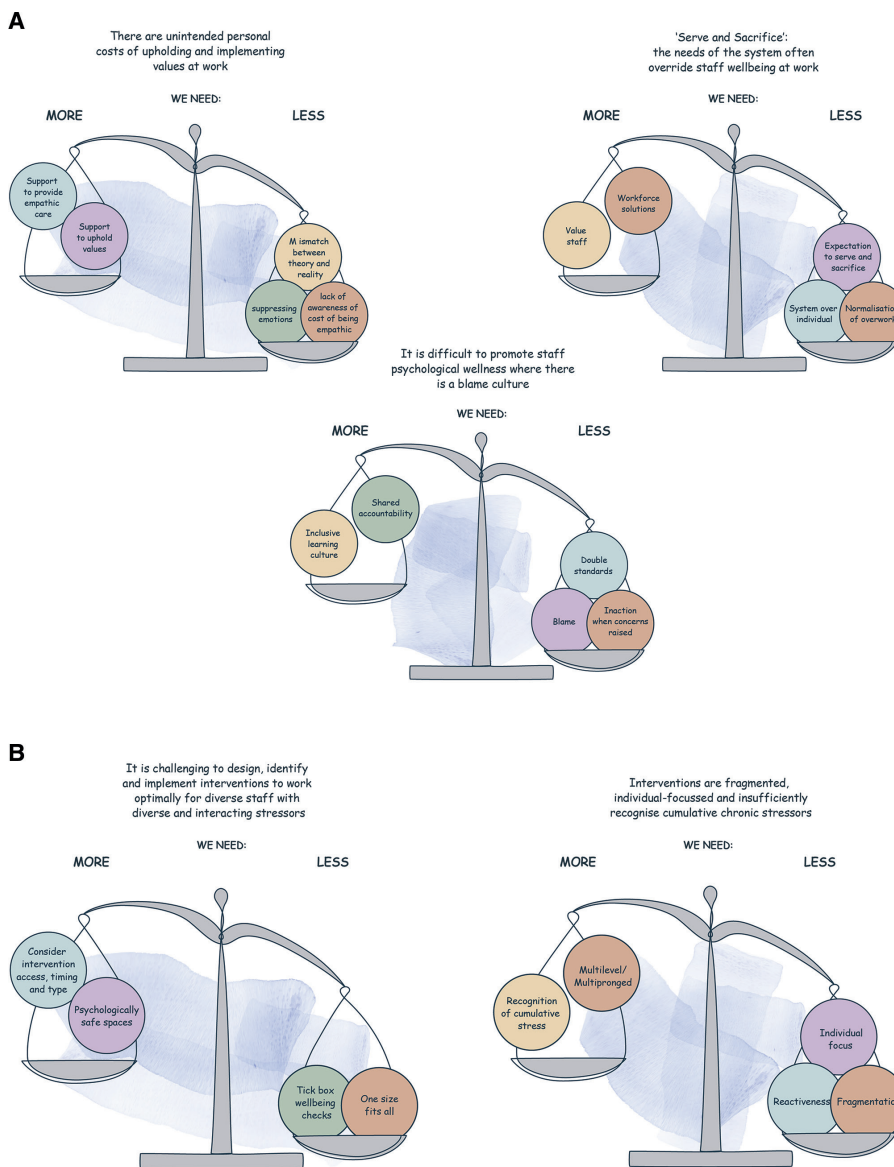 A
There are unintended personal
costs of upholding and implementing
values at work
WE NEED:
MORE
LESS
Support
to provide
empathic
care
Support
to uphold
values
M ismatch
between
theory and
reality
suppressing
emotions
lack of
awareness of
cost of being
empathic
‘Serve and Sacrifice’:
the needs of the system often
override staff wellbeing at work
WE NEED:
MORE
LESS
Workforce
solutions
Value
staff
Expectation
to serve and
sacrifice
System over
individual
Normalisation
of overwork
It is difficult to promote staff
psychological wellness where there
is a blame culture
WE NEED:
MORE
LESS
Shared
accountability
Inclusive
learning
culture
Double
standards
Blame
Inaction
when concerns
raised
B
It is challenging to design, identify
and implement interventions to work
optimally for diverse staff with
diverse and interacting stressors
WE NEED:
MORE
LESS
Consider
intervention
access, timing
and type
Psychologically
safe spaces
Tick box
wellbeing
checks
One size
fits all
Interventions are fragmented,
individual-focussed and insufficiently
recognise cumulative chronic stressors
WE NEED:
MORE
LESS
Multilevel/
Multipronged
Recognition
of cumulative
stress
Individual
focus
Reactiveness
Fragmentation